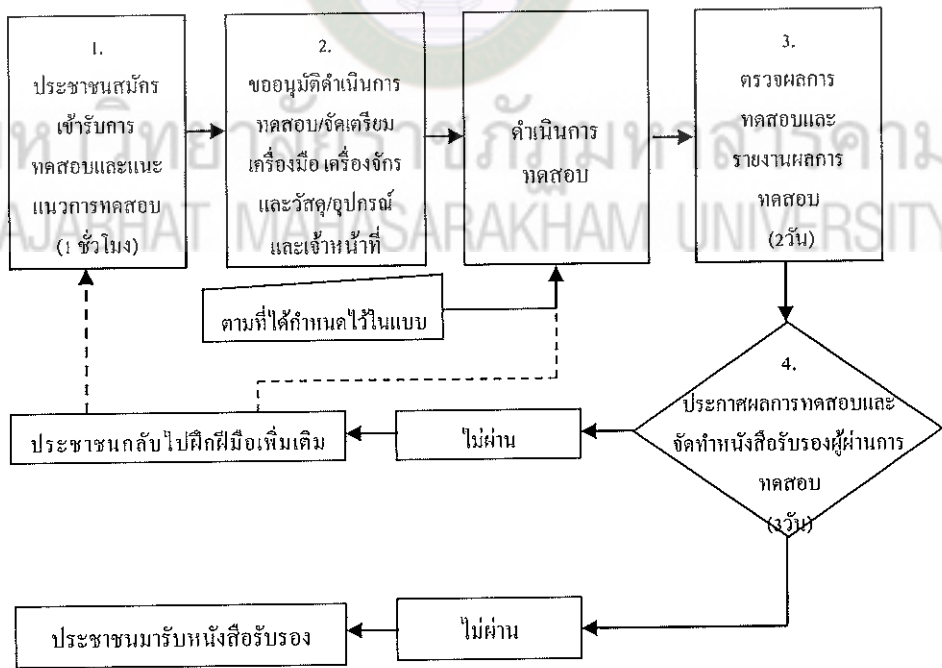 1.
ประชาชนสมัคร
เข้ารับการ
ทดสอบและแนะ
แนวการทดสอบ
(1 ชั่วโมง)
2.
ขออนุมัติดำเนินการ
ทดสอบ/จัดเตรียม
เครื่องมือ เครื่องจักร
และวัสดุ/อุปกรณ์
และเจ้าหน้าที่
ดำเนินการ
ทดสอบ
3.
ตรวจผลการ
ทดสอบและ
รายงานผลการ
ทดสอบ
(2วัน)
ตามที่ได้กำหนดไว้ในแบบ
4.
ประกาศผลการทดสอบและ
จัดทำหนังสือรับรองผู้ผ่านการ
ทดสอบ
(3วัน)
ไม่ผ่าน
ประชาชนกลับไปฝึกฝีมือเพิ่มเติม
ไม่ผ่าน
ประชาชนมารับหนังสือรับรอง